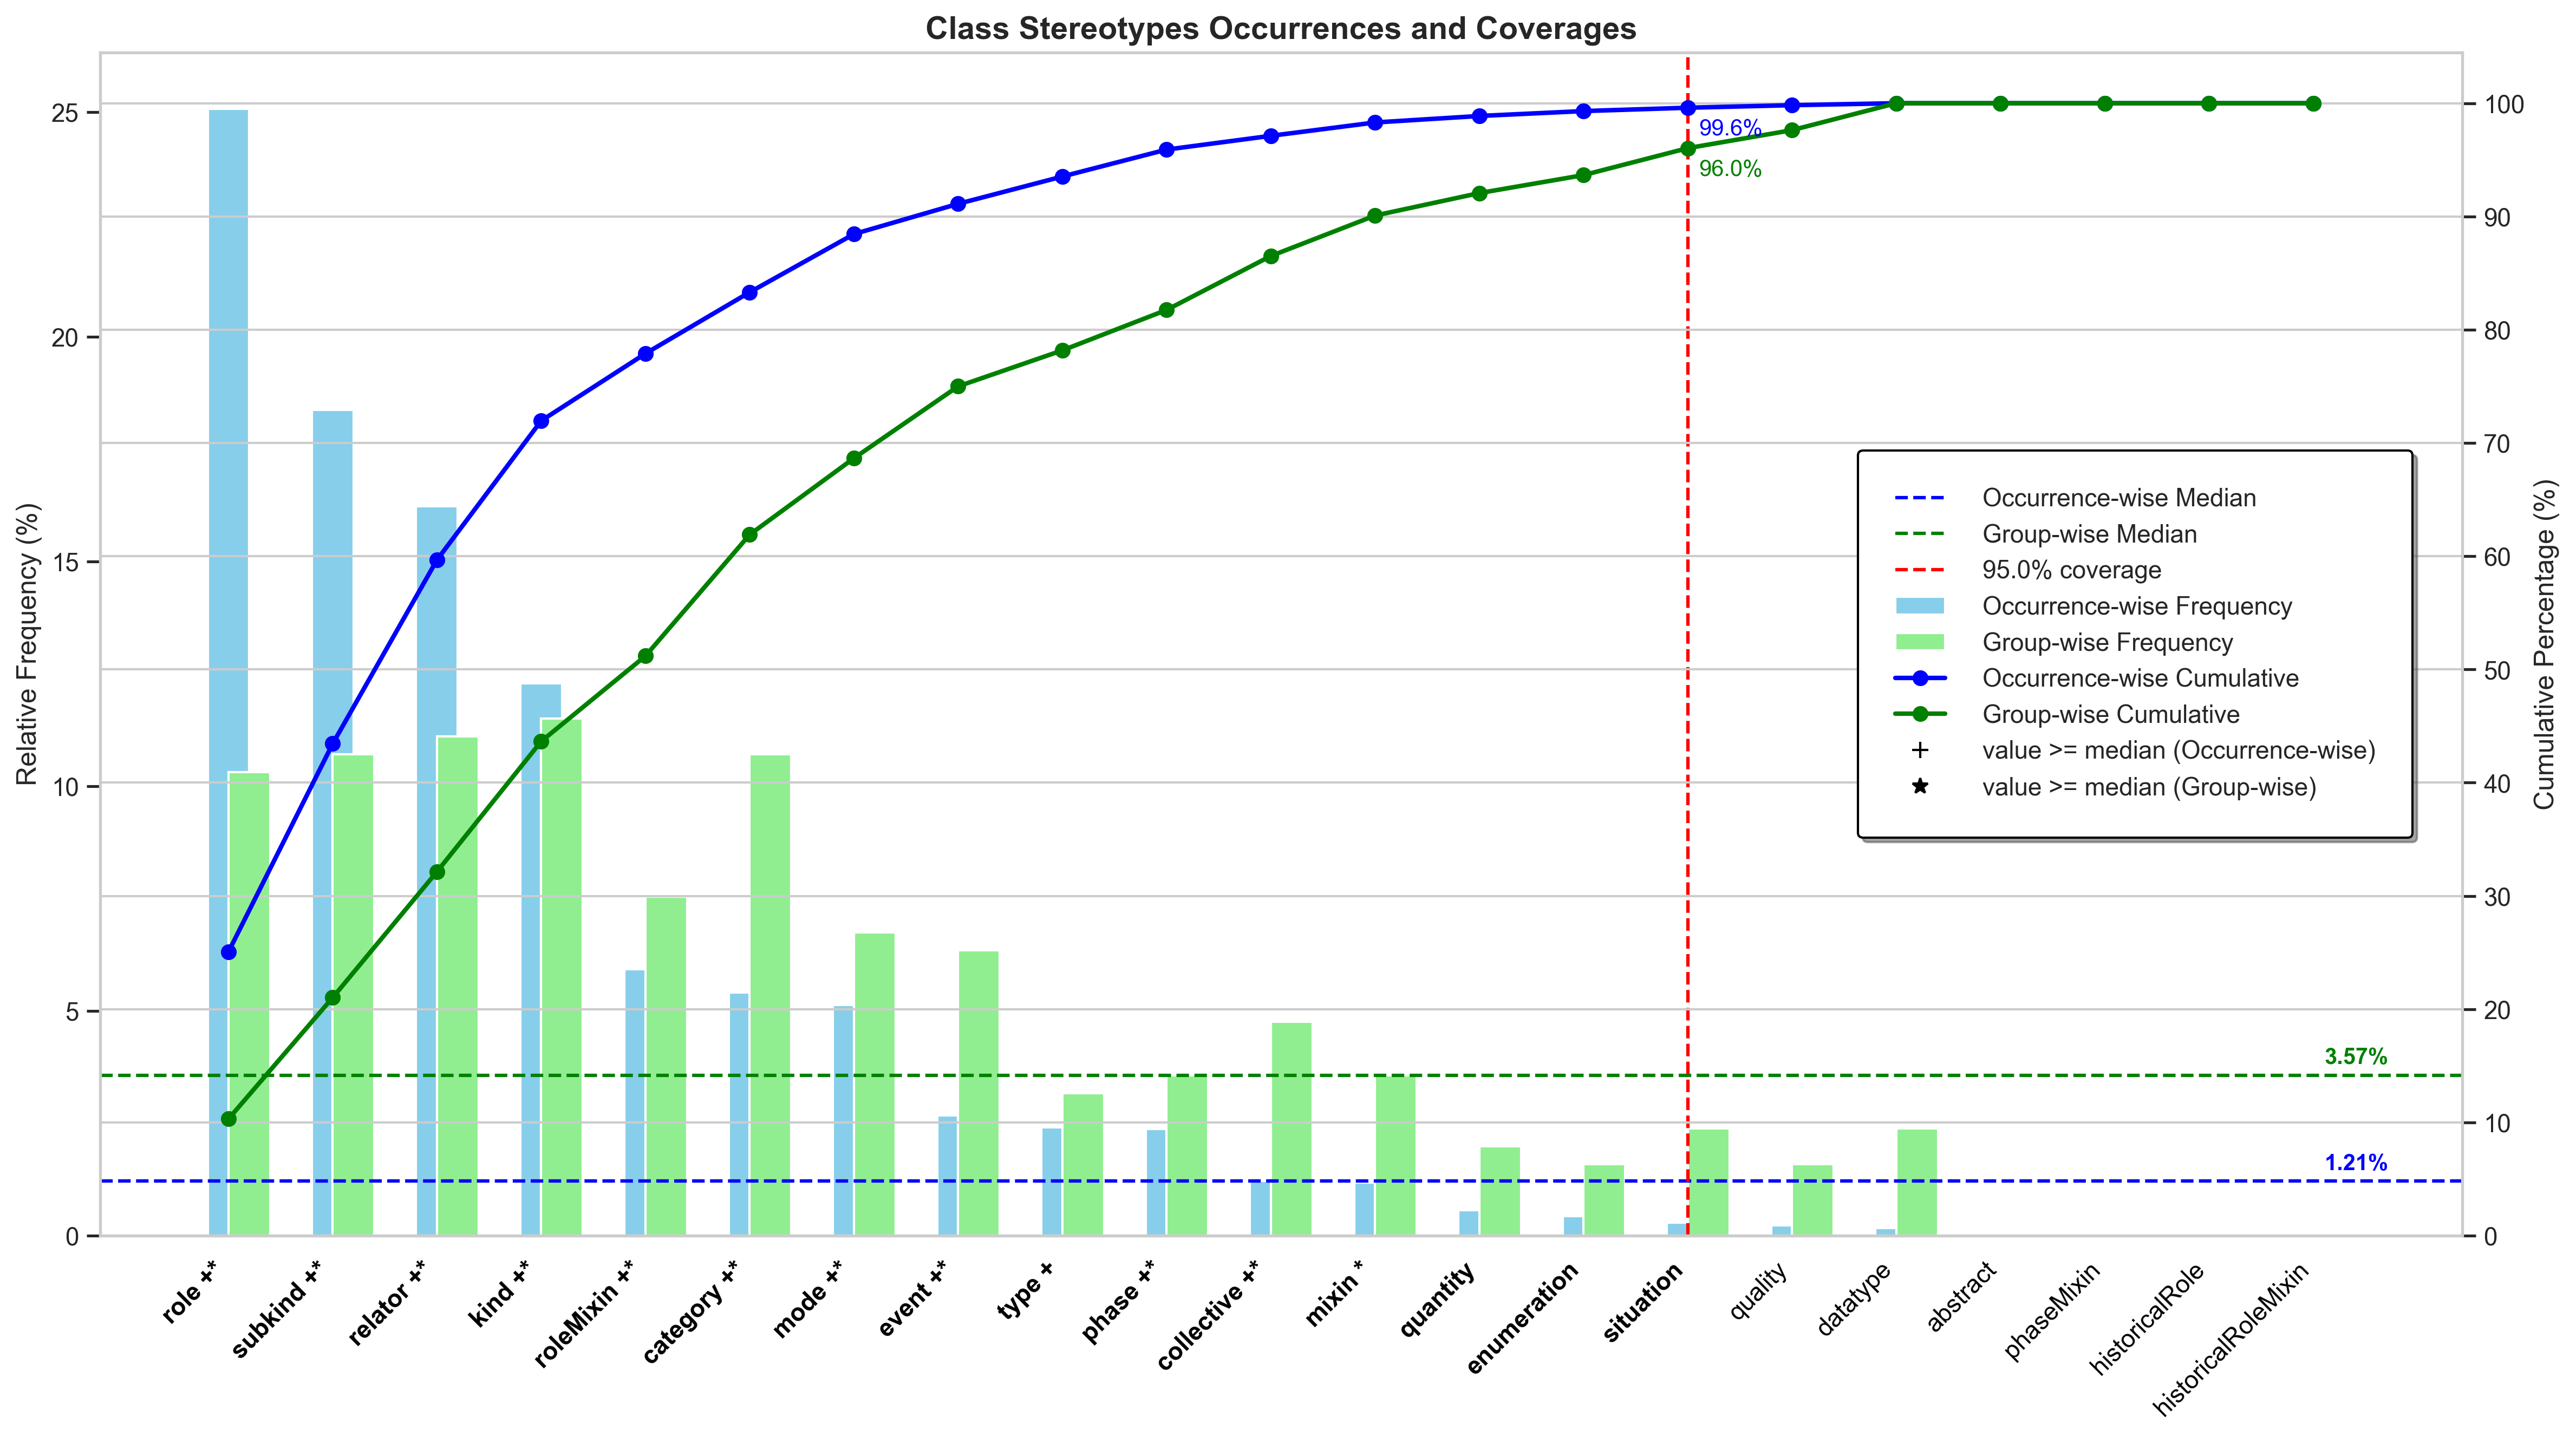 Class Stereotypes Occurrences and Coverages
Relative Frequency (%)
25
20
15
10
5
0
100
90
80
70
60
50
40
30
20
10
0
Cumulative Percentage (%)
99.6%
96.0%
3.57%
1.21%
Occurrence-wise Median
Group-wise Median
95.0% coverage
Occurrence-wise Frequency
Group-wise Frequency
Occurrence-wise Cumulative
Group-wise Cumulative
value >= median (Occurrence-wise)
value >= median (Group-wise)
role +*
subkind +*
relator +*
kind +*
roleMixin +*
category +*
mode +*
event +*
type +
phase +*
collective +*
mixin *
quantity
enumeration
situation
quality
datatype
abstract
phaseMixin
historicalRole
historicalRoleMixin